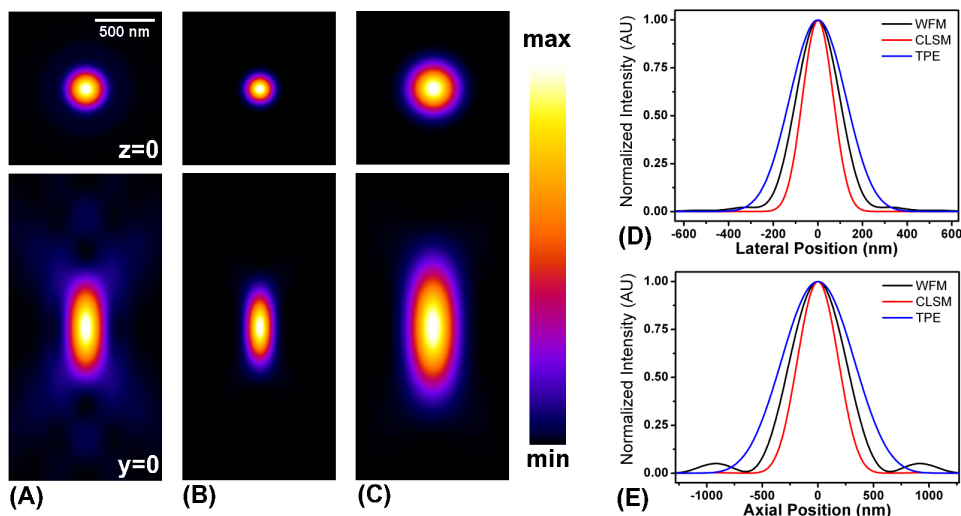 500 nm
z=0
y=0
(A)
(B)
(C)
max
min
Normalized Intensity (AU)
1.00
0.75
0.50
0.25
0.00
WFM
CLSM
TPE
-600 -400 -200 0 200 400 600
Lateral Position (nm)
(D)
Normalized Intensity (AU)
1.00
0.75
0.50
0.25
0.00
WFM
CLSM
TPE
-1000 -500 0 500 1000
Axial Position (nm)
(E)